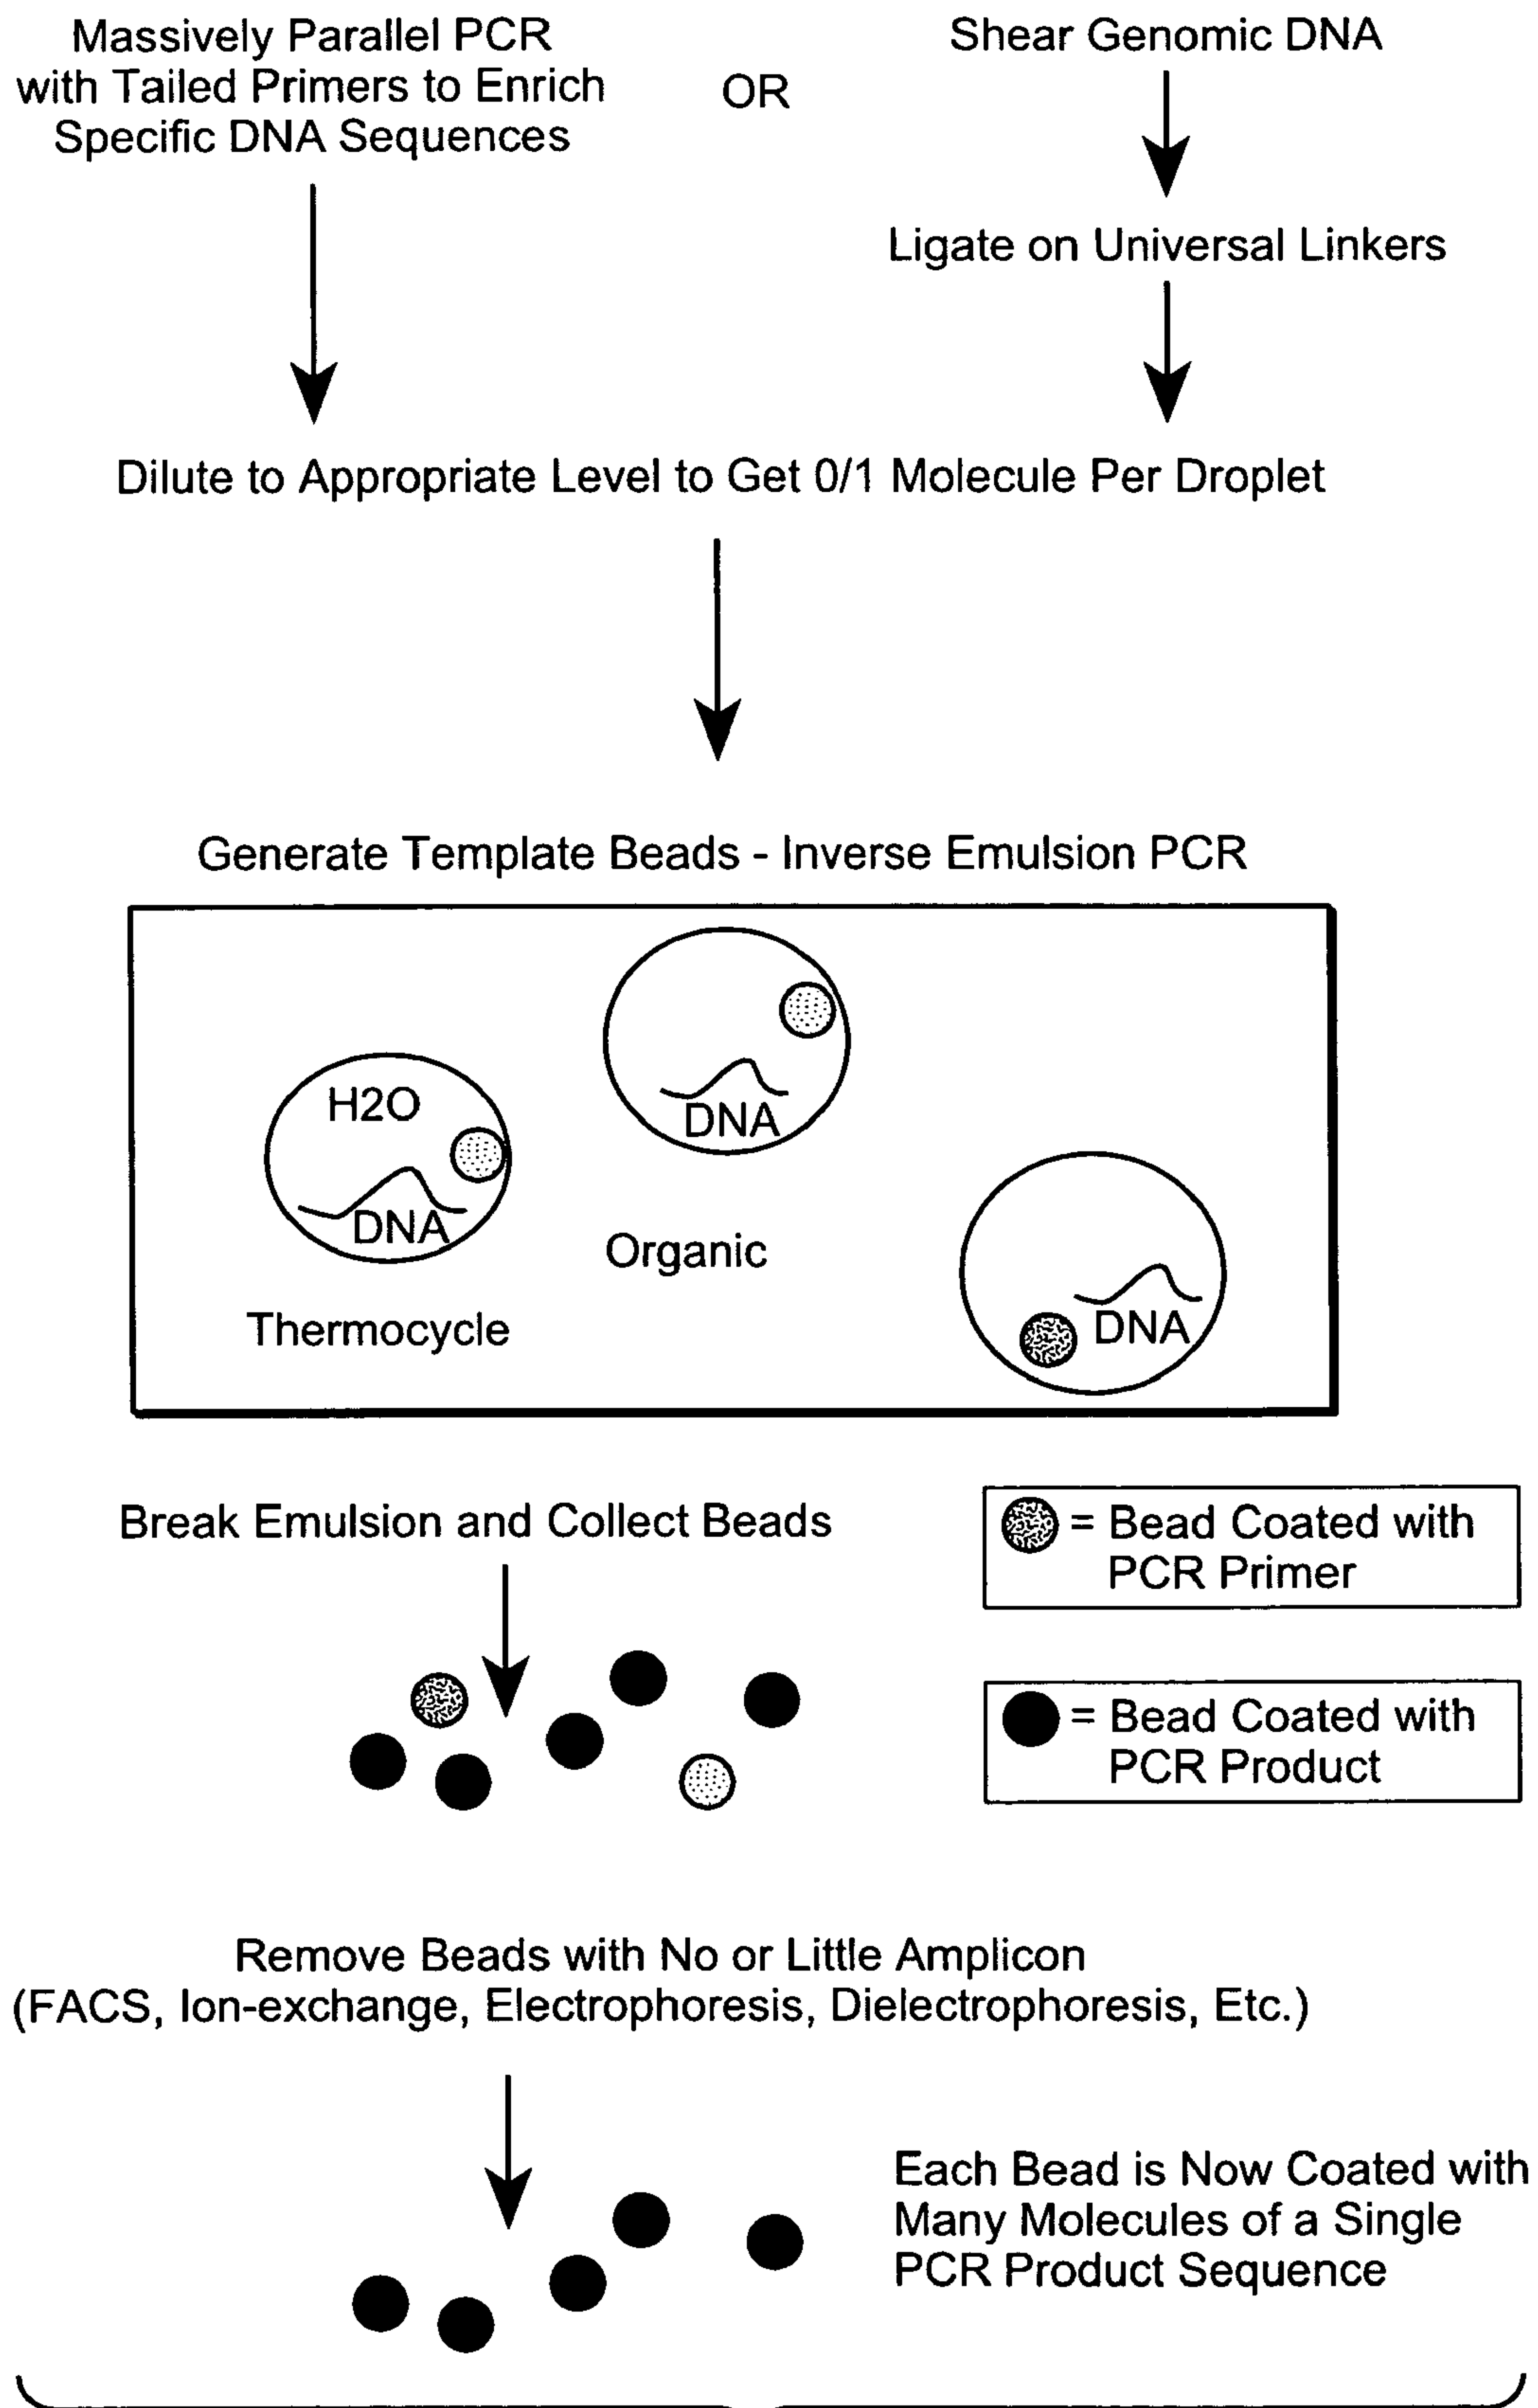 Massively Parallel PCR
with Tailed Primers to Enrich
Specific DNA Sequences
OR
Shear Genomic DNA
Ligate on Universal Linkers
Dilute to Appropriate Level to Get 0/1 Molecule Per Droplet
Generate Template Beads - Inverse Emulsion PCR
H2O
DNA
DNA
Organic
DNA
Thermocycle
Break Emulsion and Collect Beads
= Bead Coated with
PCR Primer
= Bead Coated with
PCR Product
Remove Beads with No or Little Amplicon
(FACS, Ion-exchange, Electrophoresis, Dielectrophoresis, Etc.)
Each Bead is Now Coated with
Many Molecules of a Single
PCR Product Sequence